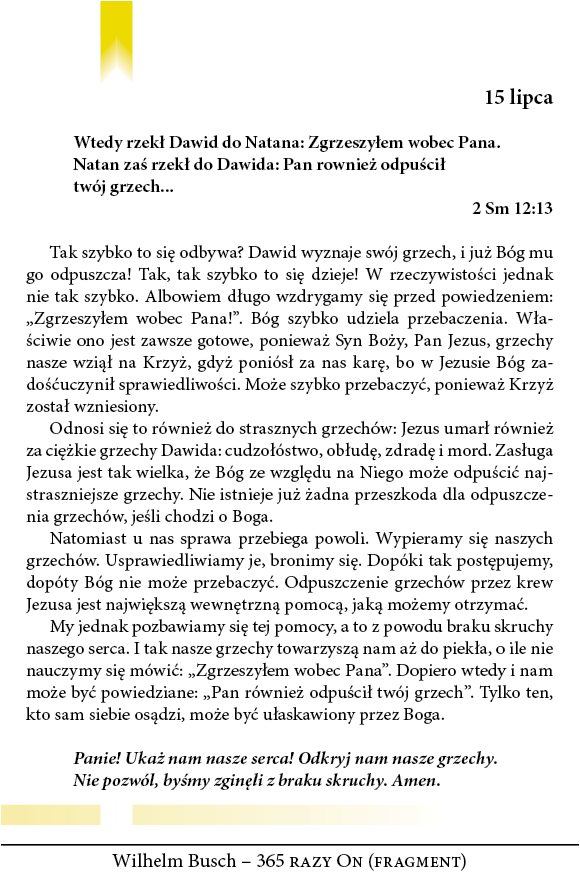 15 lipca
Wtedy rzekł Dawid do Natana: Zgrzeszyłem wobec Pana.
Natan zaś rzekł do Dawida: Pan rownież odpuścił
twój grzech...
2 Sm 12:13
Tak szybko to się odbywa? Dawid wyznaje swój grzech, i już Bóg mu
go odpuszcza! Tak, tak szybko to się dzieje! W rzeczywistości jednak
nie tak szybko. Albowiem długo wzdrygamy się przed powiedzeniem:
„Zgrzeszyłem wobec Pana!”. Bóg szybko udziela przebaczenia. Wła-
ściwie ono jest zawsze gotowe, ponieważ Syn Boży, Pan Jezus, grzechy
nasze wziął na Krzyż, gdyż poniósł za nas karę, bo w Jezusie Bóg za-
dośćuczynił sprawiedliwości. Może szybko przebaczyć, ponieważ Krzyż
został wzniesiony.
Odnosi się to również do strasznych grzechów: Jezus umarł również
za ciężkie grzechy Dawida: cudzołóstwo, obłudę, zdradę i mord. Zasługa
Jezusa jest tak wielka, że Bóg ze względu na Niego może odpuścić naj-
straszniejsze grzechy. Nie istnieje już żadna przeszkoda dla odpuszcze-
nia grzechów, jeśli chodzi o Boga.
Natomiast u nas sprawa przebiega powoli. Wypieramy się naszych
grzechów. Usprawiedliwiamy je, bronimy się. Dopóki tak postępujemy,
dopóty Bóg nie może przebaczyć. Odpuszczenie grzechów przez krew
Jezusa jest największą wewnętrzną pomocą, jaką możemy otrzymać.
My jednak pozbawiamy się tej pomocy, a to z powodu braku skruchy
naszego serca. I tak nasze grzechy towarzyszą nam aż do piekła, o ile nie
nauczymy się mówić: „Zgrzeszyłem wobec Pana”. Dopiero wtedy i nam
może być powiedziane: „Pan również odpuścił twój grzech”. Tylko ten,
kto sam siebie osądzi, może być ułaskawiony przez Boga.
Panie! Ukaż nam nasze serca! Odkryj nam nasze grzechy.
Nie pozwól, byśmy zginęli z braku skruchy. Amen.
Wilhelm Busch – 365 RAZY ON (FRAGMENT)